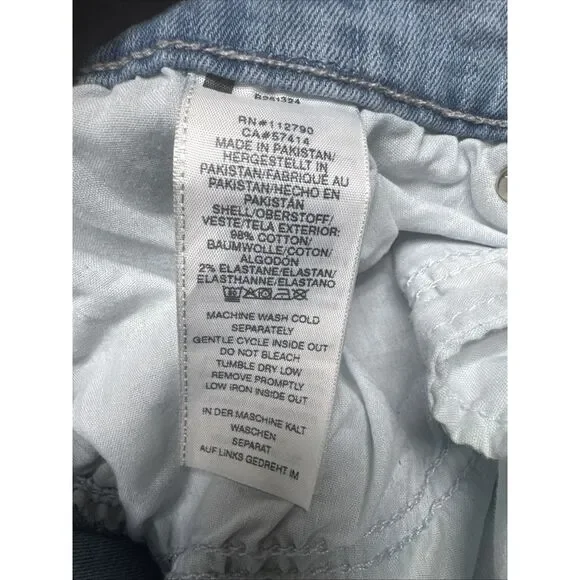 RN#112790
CA#57414
MADE IN PAKISTAN/
HERGESTELLT IN
PAKISTAN/FABRIQUÉ AU
PAKISTAN/HECHO EN
PAKISTÁN
SHELL/OBERSTOFF/
VESTE/TELA EXTERIOR:
98% COTTON/
BAUMWOLLE/COTON/
ALGODÓN
2% ELASTANE/ELASTAN/
ELASTHANNE/ELASTANO
MACHINE WASH COLD
SEPARATELY
GENTLE CYCLE INSIDE OUT
DO NOT BLEACH
TUMBLE DRY LOW
REMOVE PROMPTLY
LOW IRON INSIDE OUT
IN DER MASCHINE KALT
WASCHEN
SEPARAT
AUF LINKS GEDREHT IM